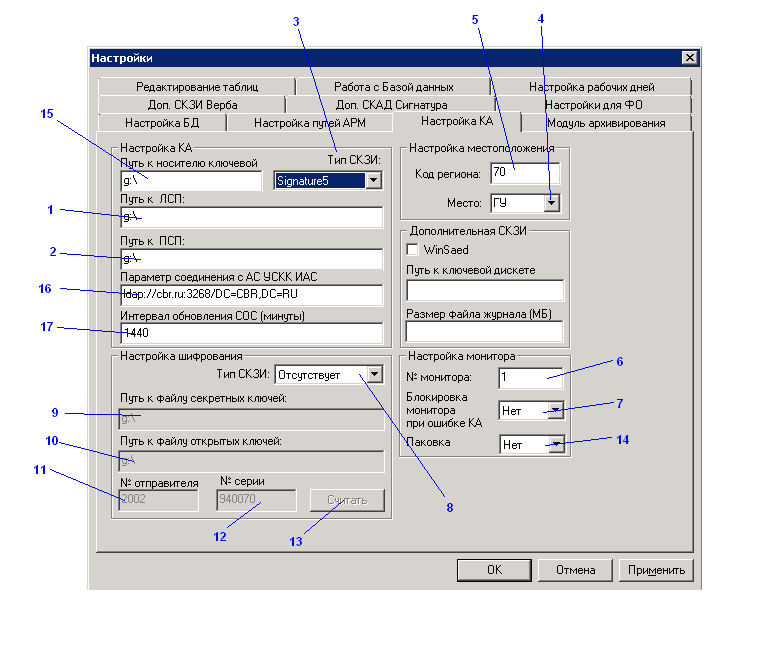 3
5
4
Настройки
Редактирование таблиц
Работа с Базой данных
Настройка рабочих дней
Доп. СКЗИ Верба
Доп. СКАД Сигнатура
Настройки для ФО
Настройка БД
Настройка путей АРМ
Настройка КА
Модуль архивирования
15
Настройка КА
Путь к носителю ключевой
Тип СКЗИ:
g:\
Signature5
1
Путь к ЛСП:
g:\
2
Путь к ПСП:
g:\
16
Параметр соединения с АС УСКК ИАС
ldap://cbr.ru:3268/DC=CBR,DC=RU
17
Интервал обновления СОС (минуты)
1440
Настройка местоположения
Код региона:
70
Место:
ГУ
Дополнительная СКЗИ
WinSaed
Путь к ключевой дискете
Размер файла журнала (МБ)
Настройка шифрования
Тип СКЗИ:
Отсутствует
9
Путь к файлу секретных ключей:
g:\
10
Путь к файлу открытых ключей:
g:\
11
№ отправителя
№ серии
2002
940070
Считать
12
13
8
Настройка монитора
№ монитора:
1
6
Блокировка
монитора
при ошибке КА
Нет
7
Паковка
Нет
14
OK
Отмена
Применить